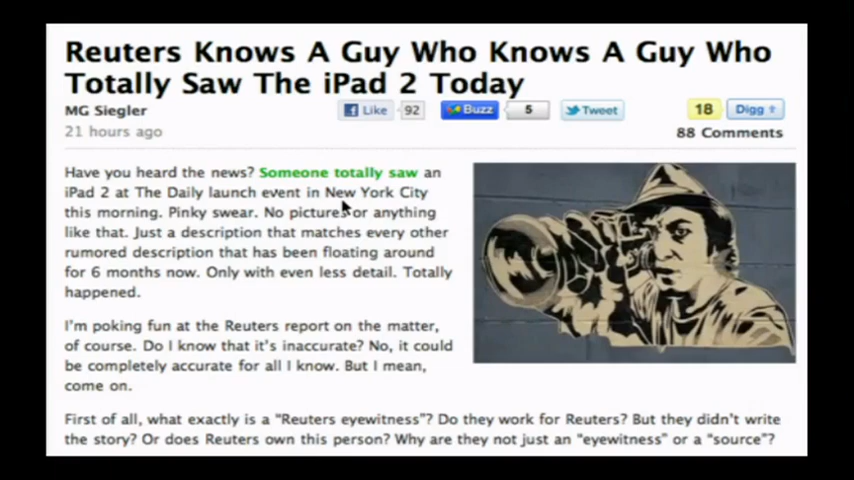 Reuters Knows A Guy Who Knows A Guy Who
Totally Saw The iPad 2 Today
MG Siegler
21 hours ago
Like 92
Buzz 5
Tweet
18 Digg
88 Comments
Have you heard the news? Someone totally saw an
iPad 2 at The Daily launch event in New York City
this morning. Pinky swear. No pictures or anything
like that. Just a description that matches every other
rumored description that has been floating around
for 6 months now. Only with even less detail. Totally
happened.
I'm poking fun at the Reuters report on the matter,
of course. Do I know that it's inaccurate? No, it could
be completely accurate for all I know. But I mean,
come on.
First of all, what exactly is a "Reuters eyewitness"? Do they work for Reuters? But they didn't write
the story? Or does Reuters own this person? Why are they not just an "eyewitness" or a "source"?